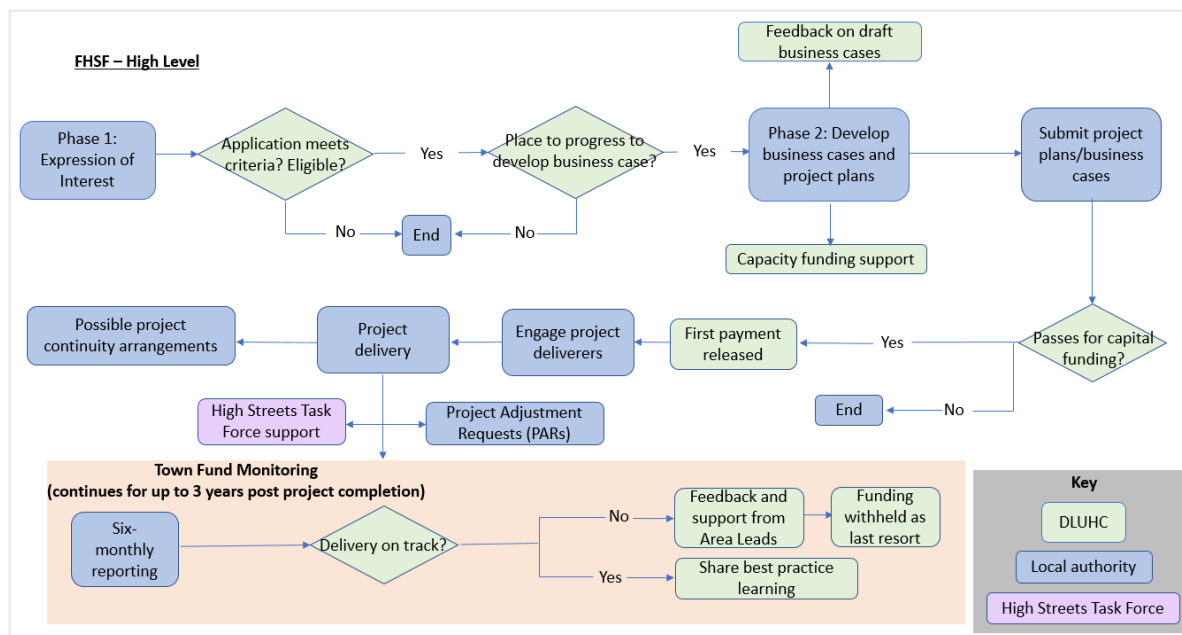 FHSF – High Level
Feedback on draft
business cases
Phase 1:
Expression of
Interest
Application meets
criteria? Eligible?
Yes
Place to progress to
develop business case?
Yes
Phase 2: Develop
business cases and
project plans
Submit project
plans/business
cases
No
End
No
Capacity funding support
Possible project
continuity arrangements
Project
delivery
Engage project
deliverers
First payment
released
Yes
Passes for capital
funding?
End
No
High Streets Task
Force support
Project Adjustment
Requests (PARs)
Town Fund Monitoring
(continues for up to 3 years post project completion)
Six-
monthly
reporting
Delivery on track?
No
Feedback and
support from
Area Leads
Funding
withheld as
last resort
Yes
Share best practice
learning
Key
DLUHC
Local authority
High Streets Task Force